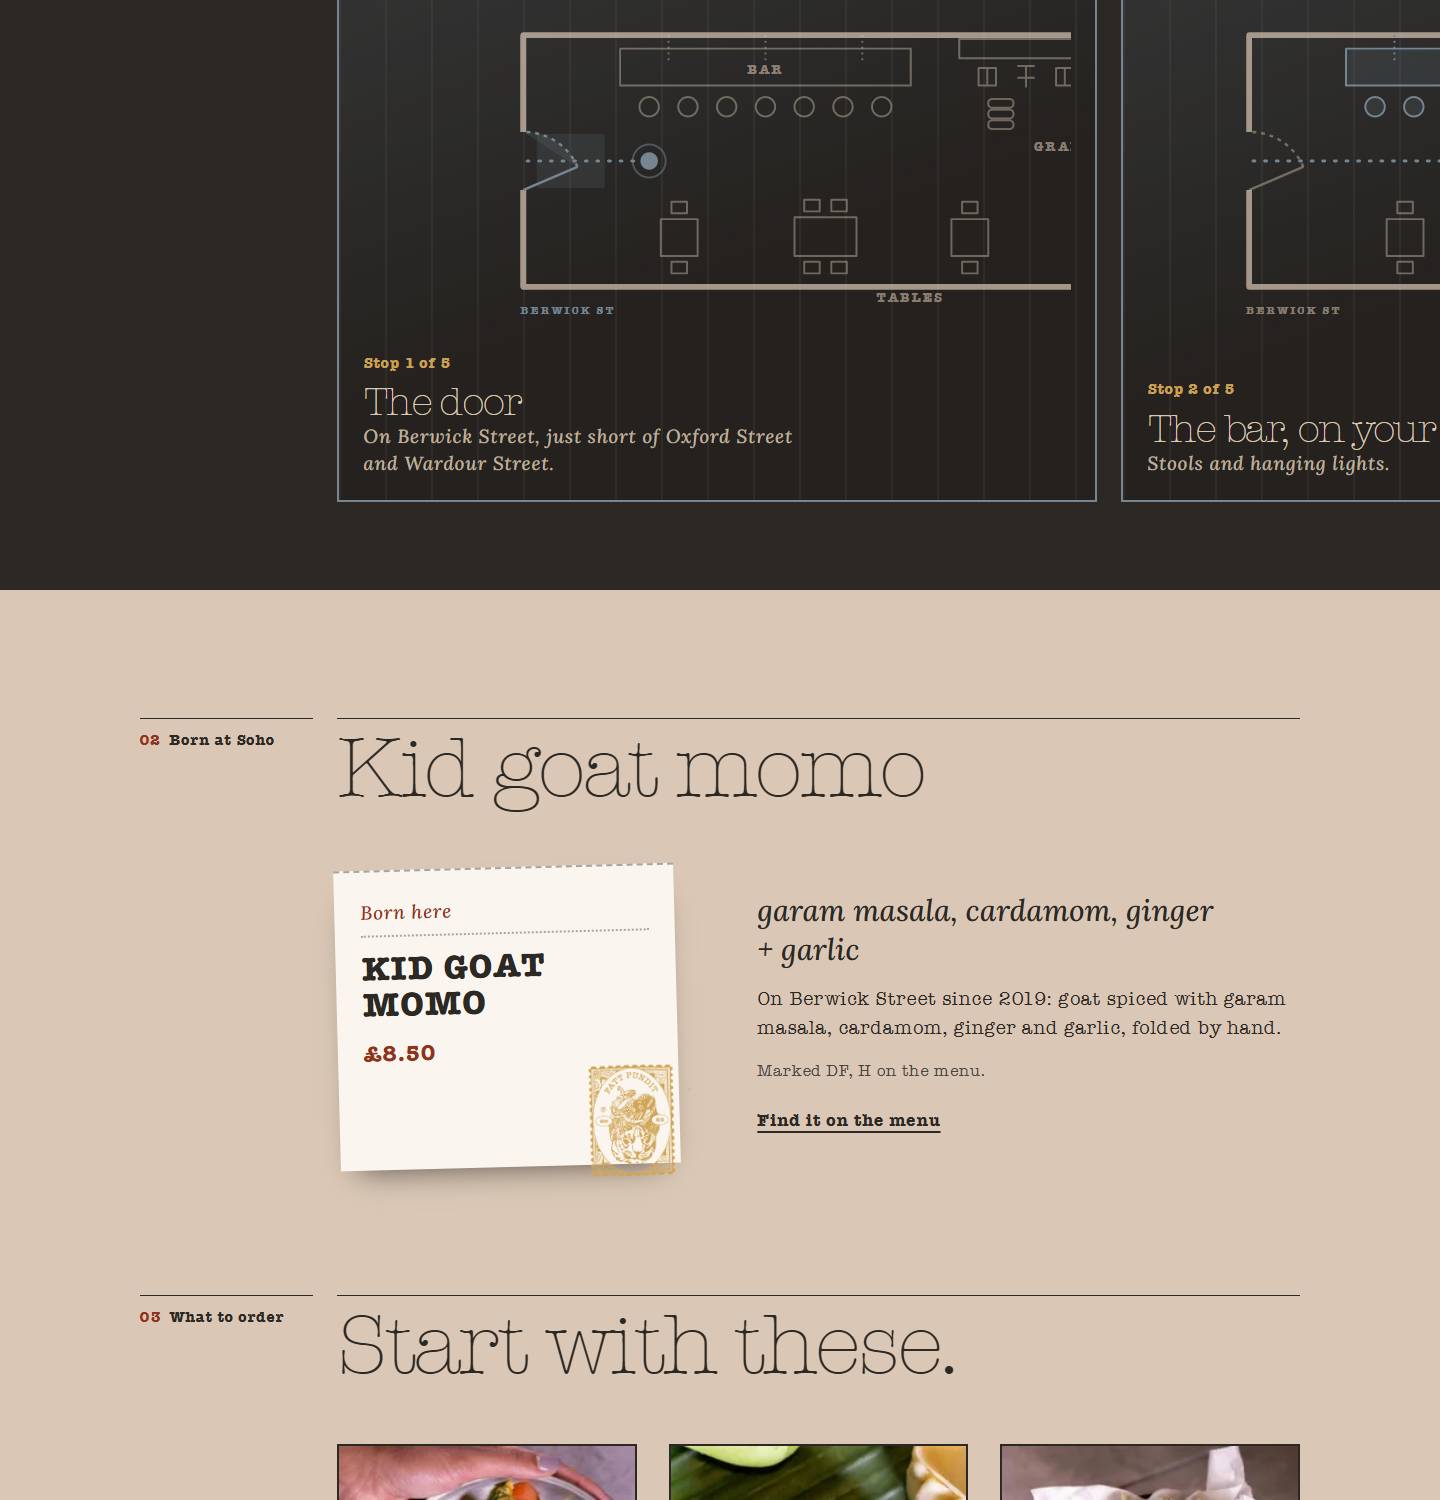 BAR
BERWICK ST
TABLES
Stop 1 of 5
The door
On Berwick Street, just short of Oxford Street
and Wardour Street.
BERWICK ST
Stop 2 of 5
The bar, on your
Stools and hanging lights.
02 Born at Soho
Kid goat momo
Born here
KID GOAT
MOMO
£8.50
FATT PUNDIT
garam masala, cardamom, ginger
+ garlic
On Berwick Street since 2019: goat spiced with garam
masala, cardamom, ginger and garlic, folded by hand.
Marked DF, H on the menu.
Find it on the menu
03 What to order
Start with these.